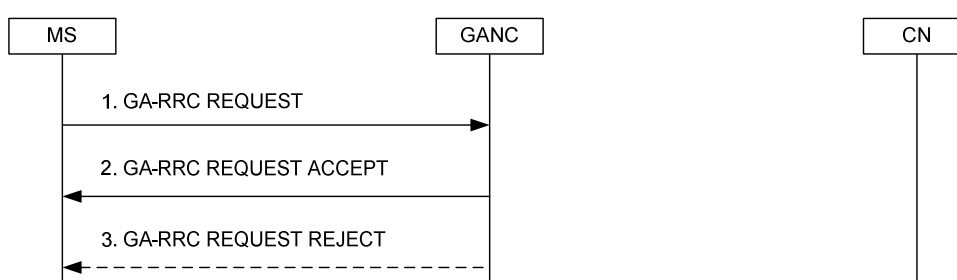 MS
GANC
CN
1. GA-RRC REQUEST
2. GA-RRC REQUEST ACCEPT
3. GA-RRC REQUEST REJECT